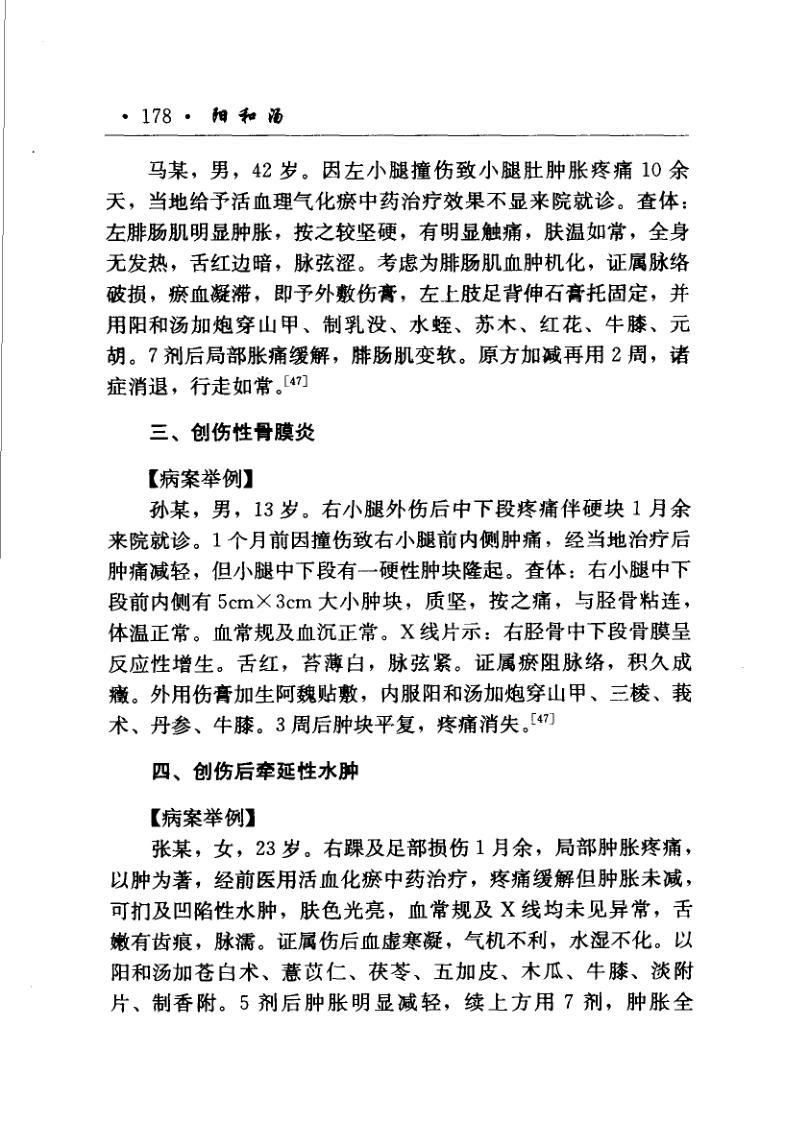 · 178 · 阳和汤
马某，男，42 岁。因左小腿撞伤致小腿肚肿胀疼痛 10 余
天，当地给予活血理气化瘀中药治疗效果不显来院就诊。查体：
左腓肠肌明显肿胀，按之较坚硬，有明显触痛，肤温如常，全身
无发热，舌红边暗，脉弦涩。考虑为腓肠肌血肿机化，证属脉络
破损，瘀血凝滞，即予外敷伤膏，左上肢足背伸石膏托固定，并
用阳和汤加炮穿山甲、制乳没、水蛭、苏木、红花、牛膝、元
胡。7 剂后局部胀痛缓解，腓肠肌变软。原方加减再用 2 周，诸
症消退，行走如常。[47]
三、创伤性骨膜炎
【病案举例】
孙某，男，13 岁。右小腿外伤后中下段疼痛伴硬块 1 月余
来院就诊。1 个月前因撞伤致右小腿前内侧肿痛，经当地治疗后
肿痛减轻，但小腿中下段有一硬性肿块隆起。查体：右小腿中下
段前内侧有 5cm×3cm 大小肿块，质坚，按之痛，与胫骨粘连，
体温正常。血常规及血沉正常。X 线片示：右胫骨中下段骨膜呈
反应性增生。舌红，苔薄白，脉弦紧。证属瘀阻脉络，积久成
癥。外用伤膏加生阿魏贴敷，内服阳和汤加炮穿山甲、三棱、莪
术、丹参、牛膝。3 周后肿块平复，疼痛消失。[47]
四、创伤后牵延性水肿
【病案举例】
张某，女，23 岁。右踝及足部损伤 1 月余，局部肿胀疼痛，
以肿为著，经前医用活血化瘀中药治疗，疼痛缓解但肿胀未减，
可扪及凹陷性水肿，肤色光亮，血常规及 X 线均未见异常，舌
嫩有齿痕，脉濡。证属伤后血虚寒凝，气机不利，水湿不化。以
阳和汤加苍白术、薏苡仁、茯苓、五加皮、木瓜、牛膝、淡附
片、制香附。5 剂后肿胀明显减轻，续上方用 7 剂，肿胀全